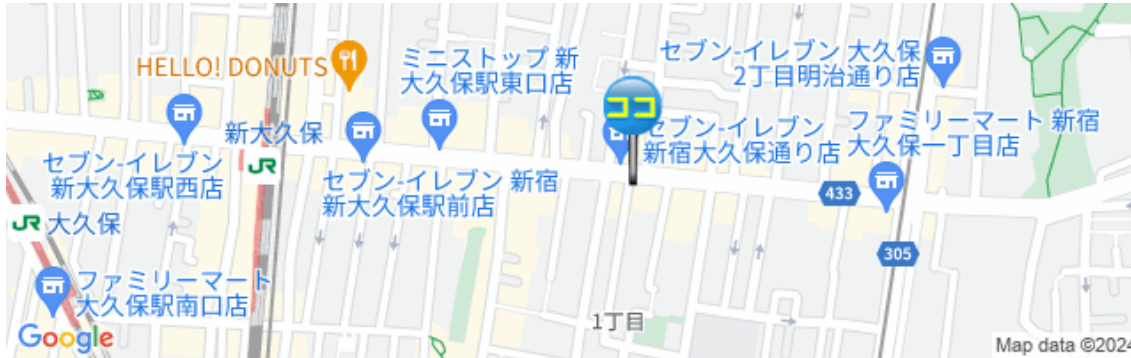 HELLO! DONUTS
ミニストップ 新
大久保駅東口店
セブン-イレブン 大久保
2丁目明治通り店
ココ
新大久保
JR
セブン-イレブン
新大久保駅西店
セブン-イレブン 新宿
新大久保駅前店
セブン-イレブン
新宿大久保通り店
ファミリーマート 新宿
大久保一丁目店
433
JR 大久保
305
ファミリーマート
大久保駅南口店
1丁目
Google
Map data ©2024